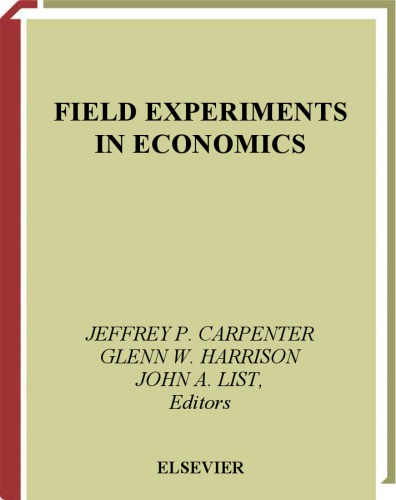 FIELD EXPERIMENTS
IN ECONOMICS
JEFFREY P. CARPENTER
GLENN W. HARRISON
JOHN A. LIST,
Editors
ELSEVIER